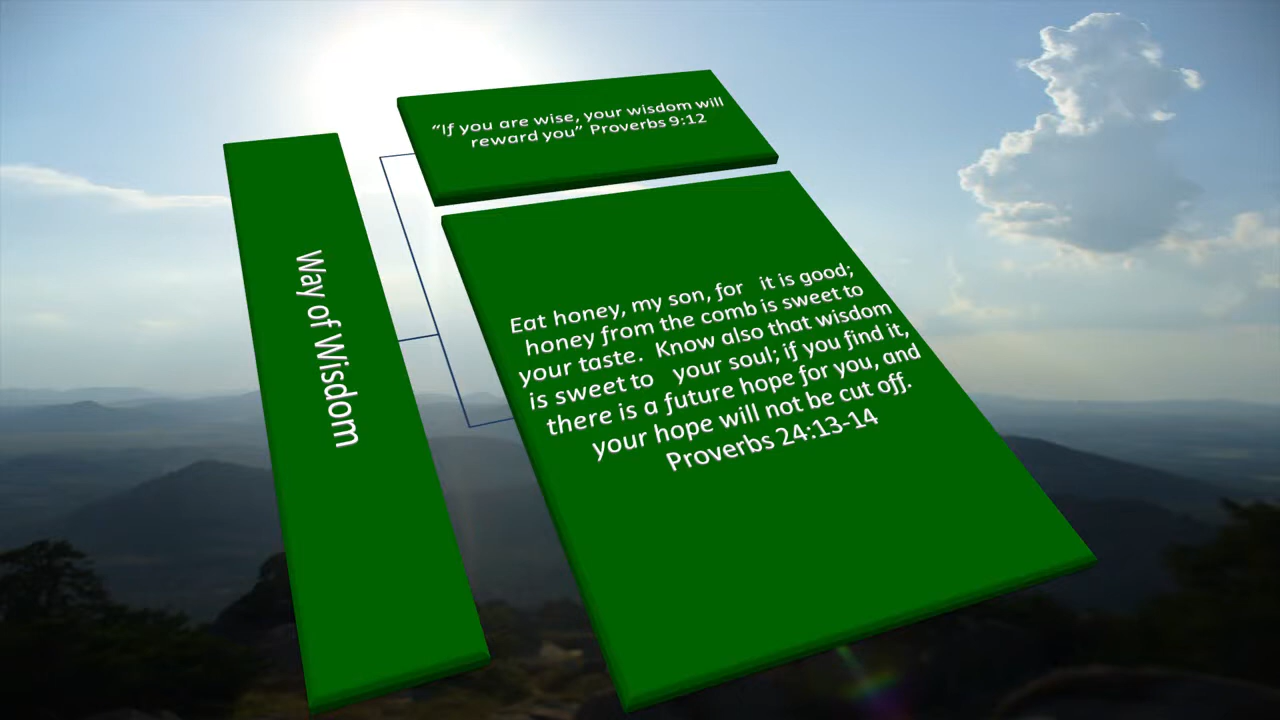 Way of Wisdom
“If you are wise, your wisdom will
reward you” Proverbs 9:12
Eat honey, my son, for it is good;
honey from the comb is sweet to
your taste. Know also that wisdom
is sweet to your soul; if you find it,
there is a future hope for you, and
your hope will not be cut off.
Proverbs 24:13-14